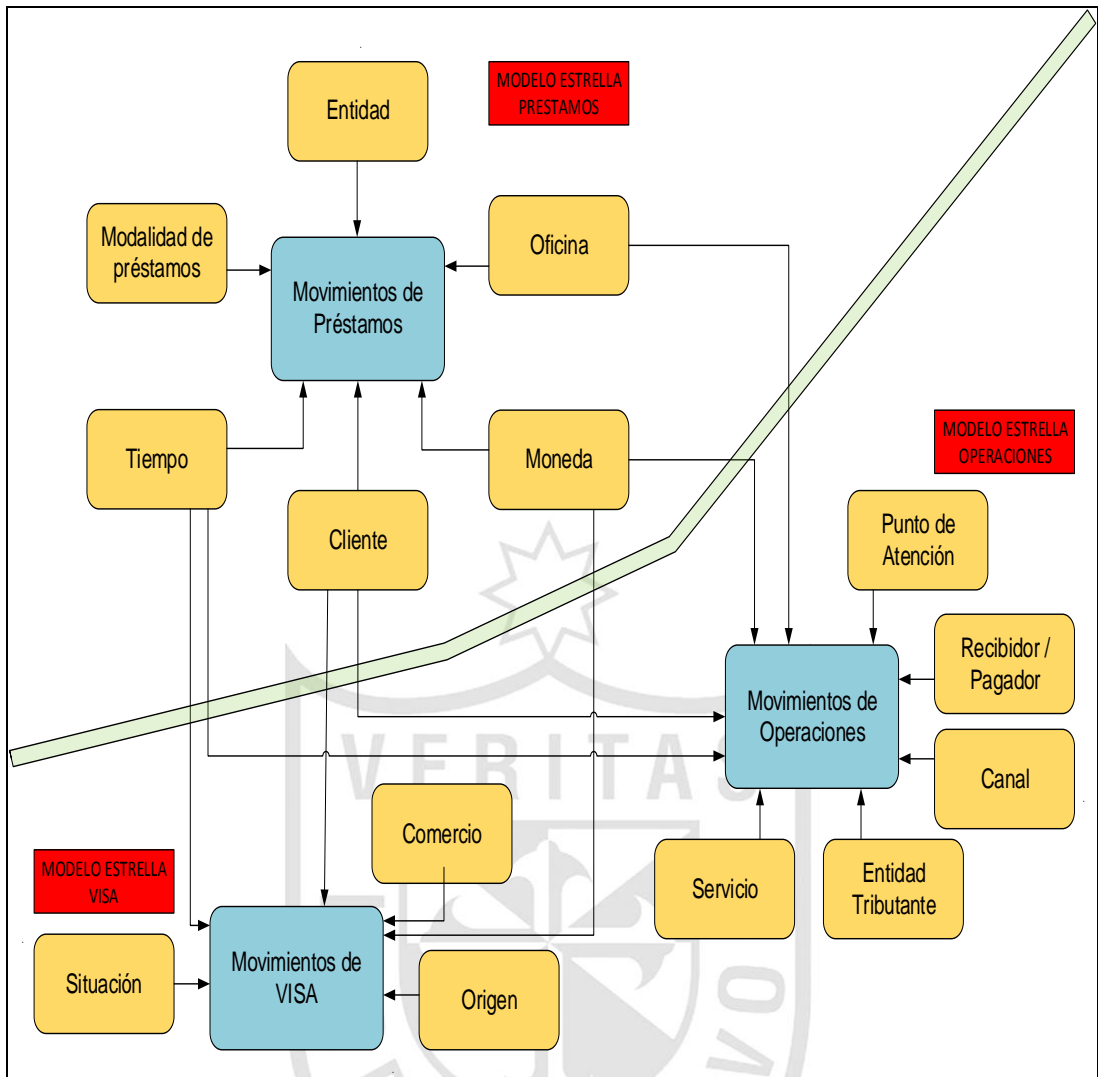 Entidad
MODELO ESTRELLA
PRESTAMOS
Modalidad de
préstamos
Oficina
Movimientos de
Préstamos
Tiempo
Moneda
MODELO ESTRELLA
OPERACIONES
Cliente
Punto de
Atención
Recibidor /
Pagador
Movimientos de
Operaciones
VERITAS
Canal
Comercio
MODELO ESTRELLA
VISA
Servicio
Entidad
Tributante
Situación
Movimientos de
VISA
Origen